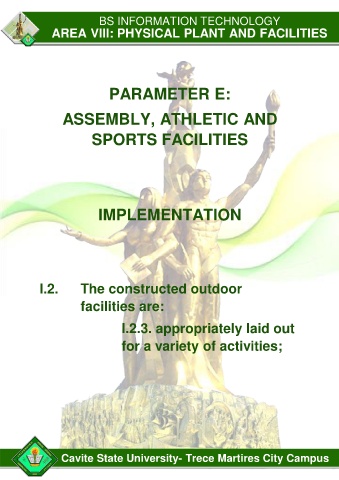 BS INFORMATION TECHNOLOGY
AREA VIII: PHYSICAL PLANT AND FACILITIES
PARAMETER E:
ASSEMBLY, ATHLETIC AND
SPORTS FACILITIES
IMPLEMENTATION
I.2. The constructed outdoor
facilities are:
I.2.3. appropriately laid out
for a variety of activities;
Cavite State University- Trece Martires City Campus